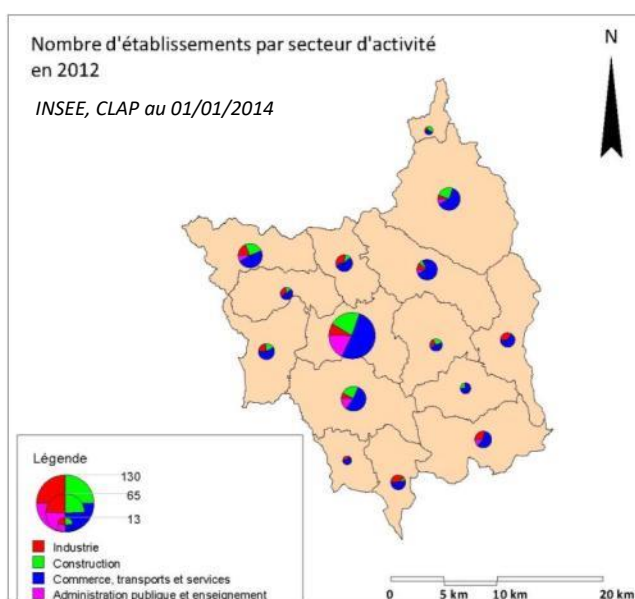 Nombre d'établissements par secteur d'activité
en 2012
INSEE, CLAP au 01/01/2014
N
Légende
130
65
13
Industrie
Construction
Commerce, transports et services
Administration publique et enseignement
0 5 km 10 km 20 km